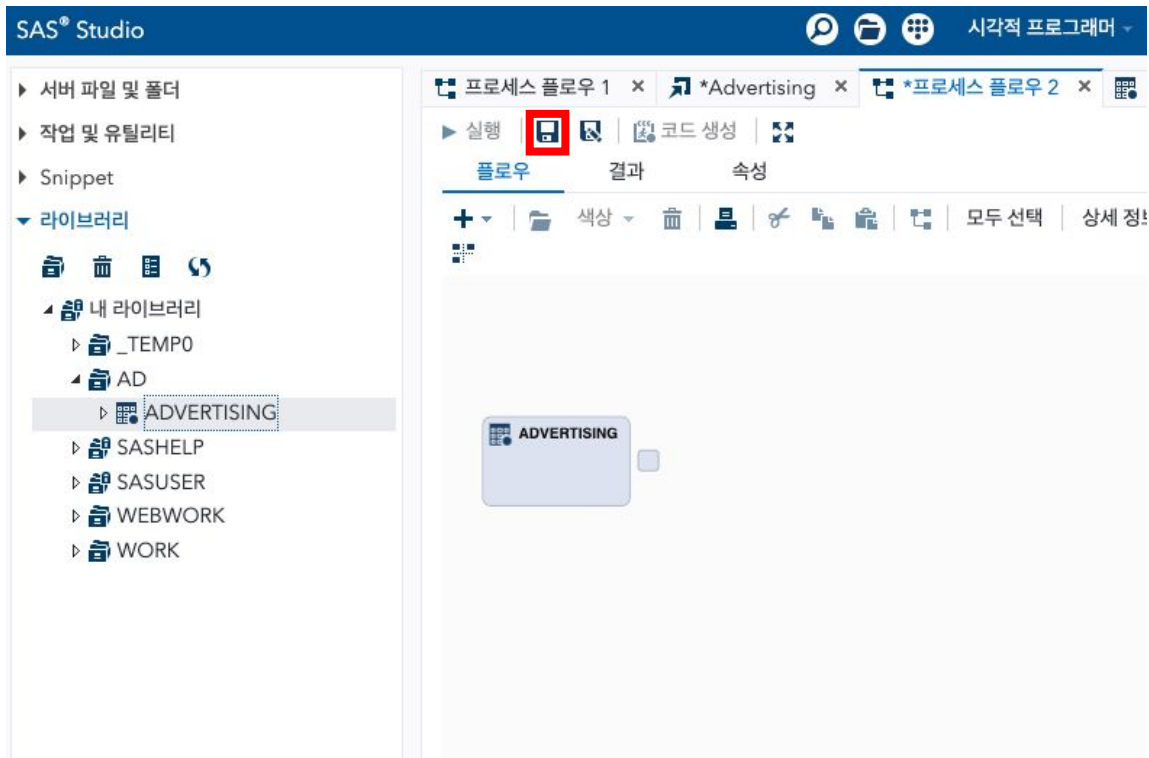 SAS® Studio
시각적 프로그래머
서버 파일 및 폴더
작업 및 유틸리티
Snippet
라이브러리
내 라이브러리
_TEMP0
AD
ADVERTISING
SASHELP
SASUSER
WEBWORK
WORK
프로세스 플로우 1 *Advertising *프로세스 플로우 2
실행 코드 생성
플로우 결과 속성
색상 모두 선택 상세
ADVERTISING